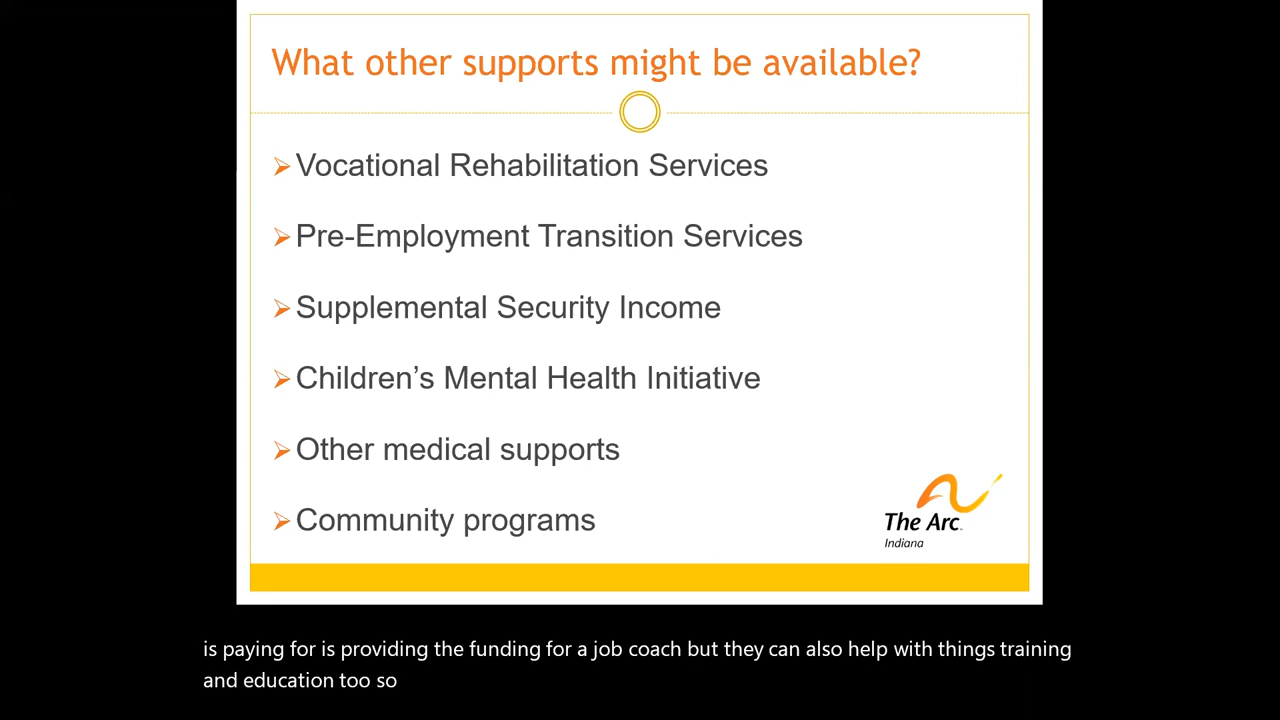 What other supports might be available?
Vocational Rehabilitation Services
Pre-Employment Transition Services
Supplemental Security Income
Children’s Mental Health Initiative
Other medical supports
Community programs
The Arc
Indiana
is paying for is providing the funding for a job coach but they can also help with things training
and education too so